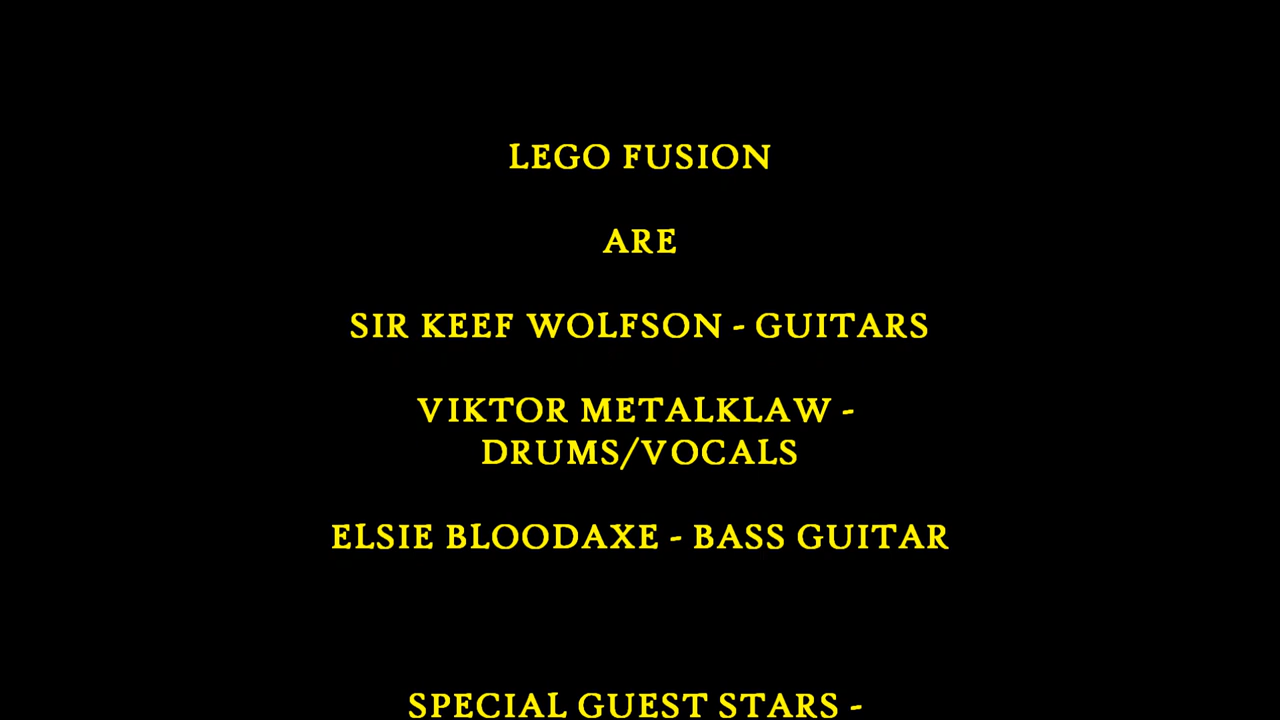 LEGO FUSION
ARE
SIR KEEF WOLFSON - GUITARS
VIKTOR METALKLAW -
DRUMS/VOCALS
ELSIE BLOODAXE - BASS GUITAR
SPECIAL GUEST STARS -